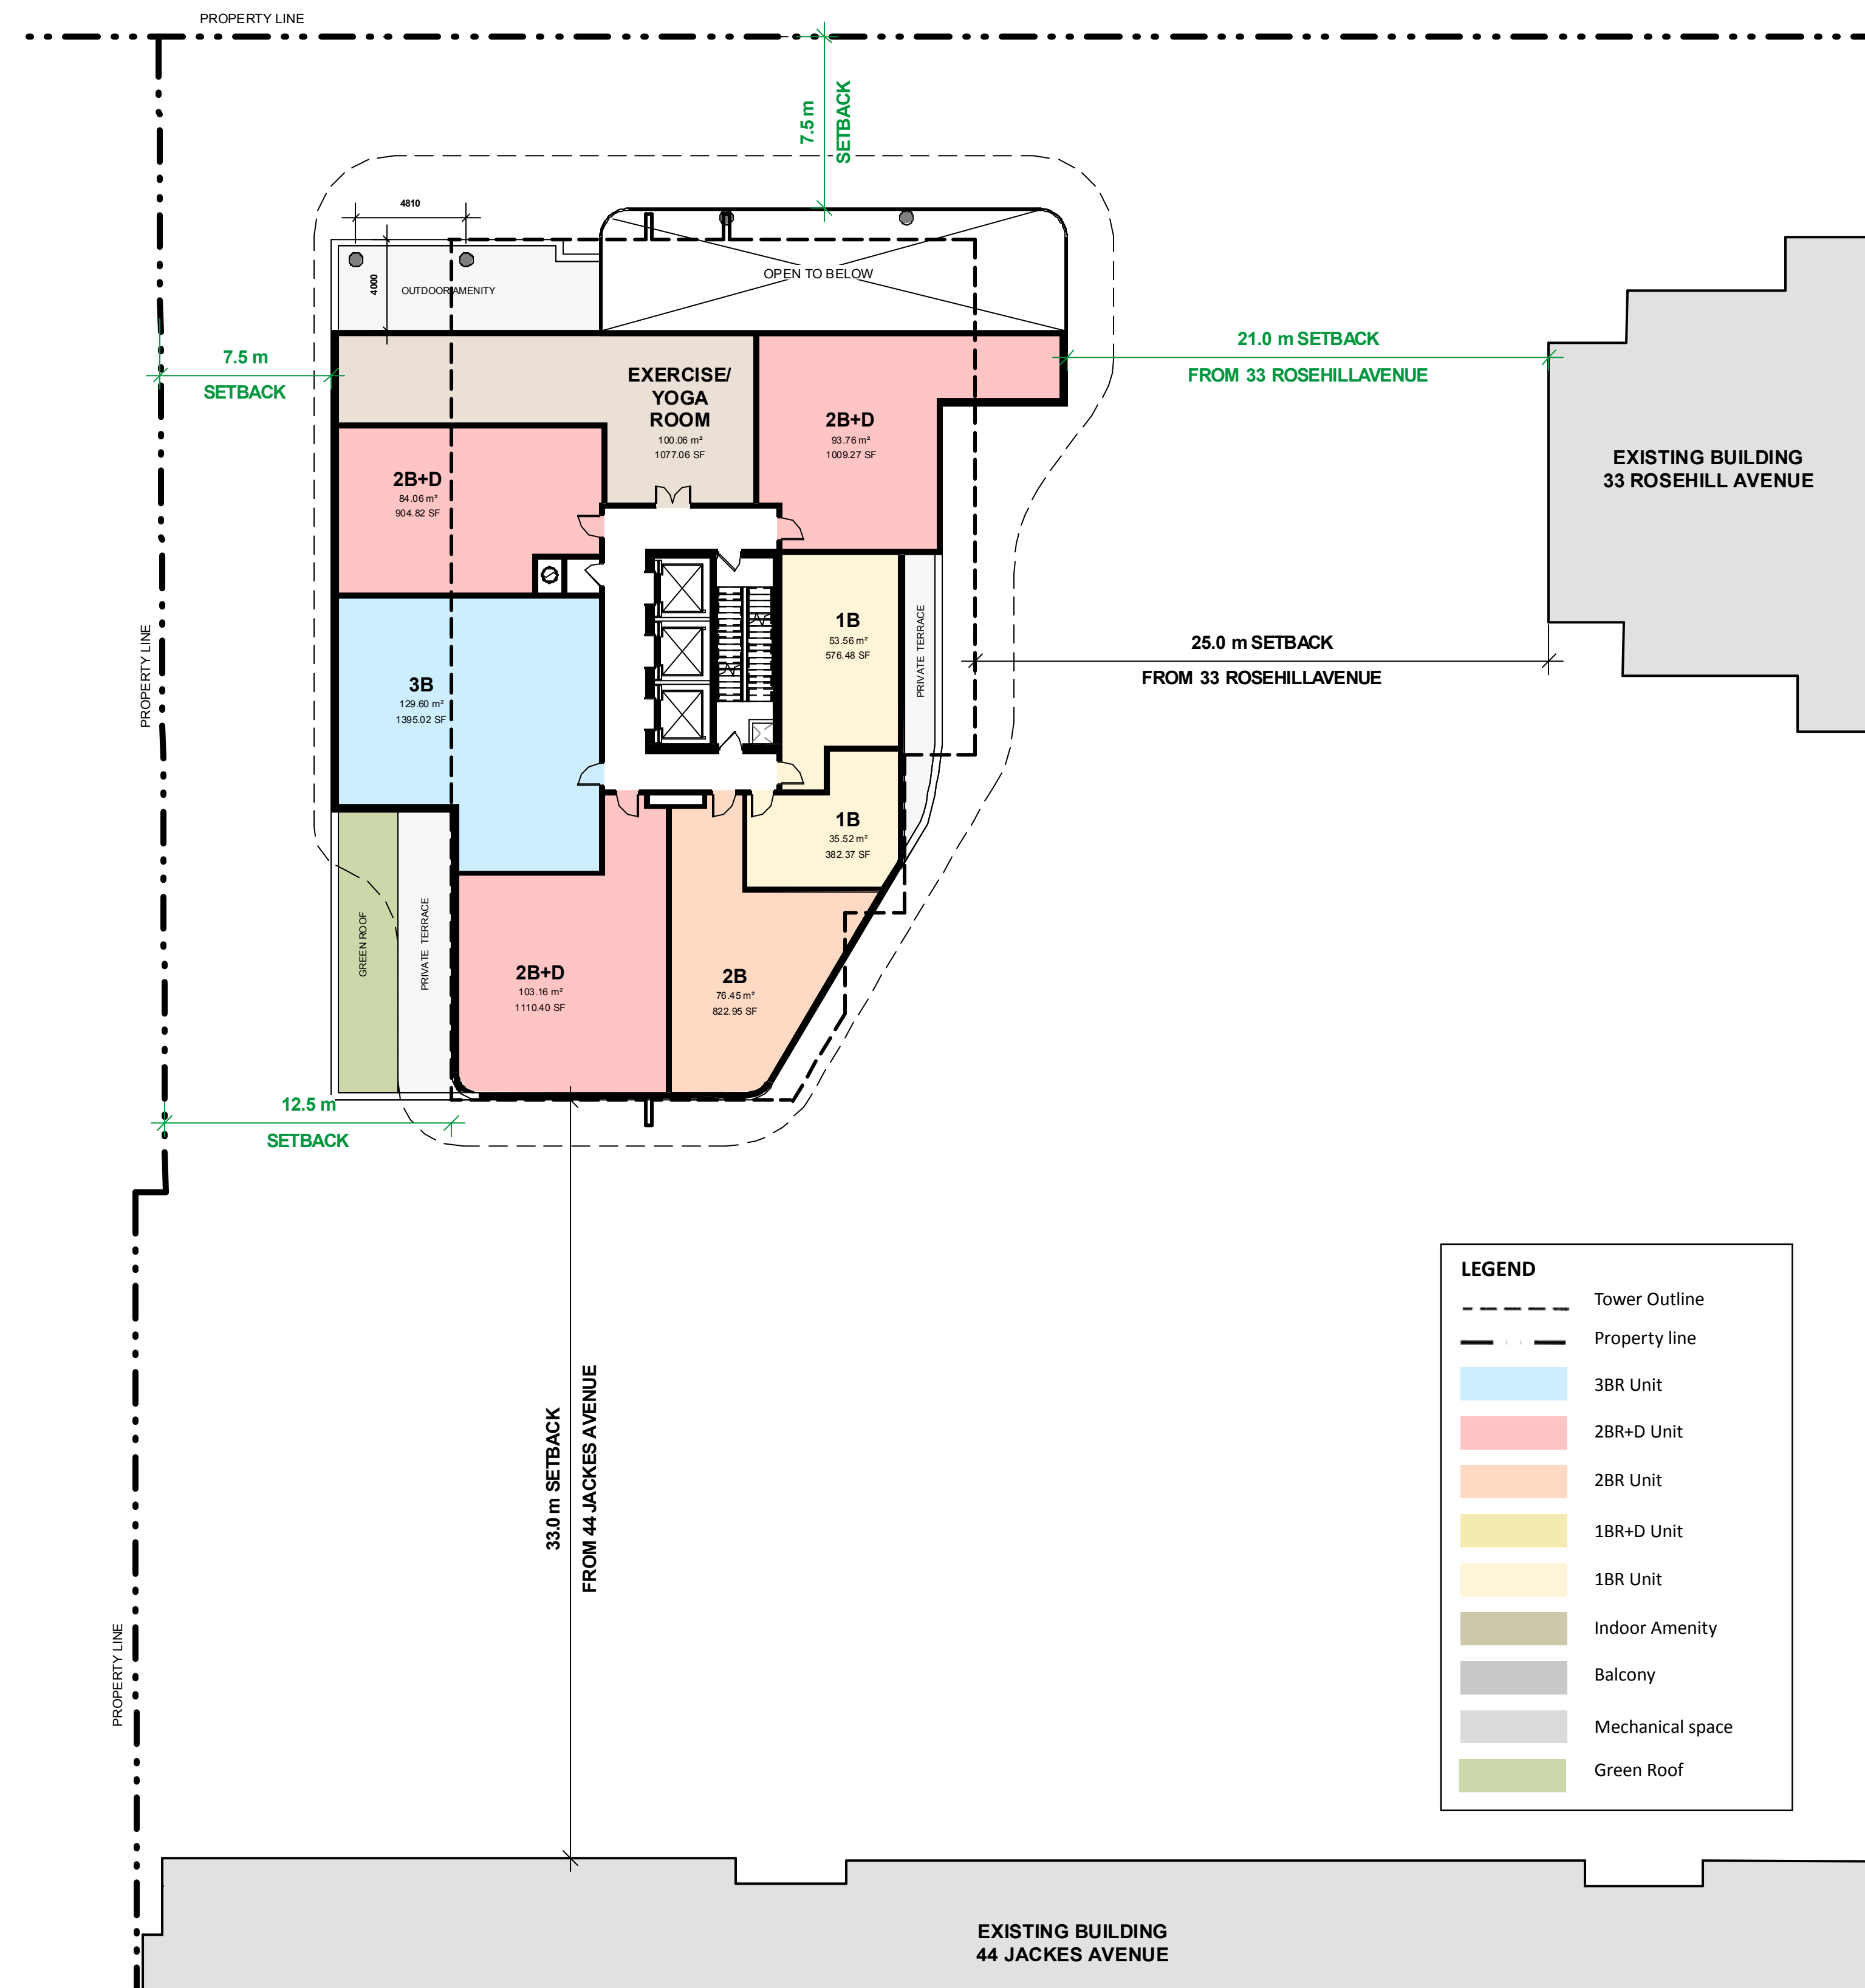 PROPERTY LINE
7.5 m
SETBACK
4810
4000
OUTDOOR AMENITY
OPEN TO BELOW
7.5 m
SETBACK
21.0 m SETBACK
FROM 33 ROSEHILLAVENUE
EXERCISE/
YOGA
ROOM
100.06 m²
1077.06 SF
2B+D
93.76 m²
1009.27 SF
2B+D
84.06 m²
904.82 SF
EXISTING BUILDING
33 ROSEHILL AVENUE
1B
53.56 m²
576.48 SF
PRIVATE TERRACE
25.0 m SETBACK
FROM 33 ROSEHILLAVENUE
PROPERTY LINE
3B
129.60 m²
1395.02 SF
1B
35.52 m²
382.37 SF
GREEN ROOF
PRIVATE TERRACE
2B+D
103.16 m²
1110.40 SF
2B
76.45 m²
822.95 SF
12.5 m
SETBACK
33.0 m SETBACK
FROM 44 JACKES AVENUE
PROPERTY LINE
LEGEND
Tower Outline
Property line
3BR Unit
2BR+D Unit
2BR Unit
1BR+D Unit
1BR Unit
Indoor Amenity
Balcony
Mechanical space
Green Roof
EXISTING BUILDING
44 JACKES AVENUE